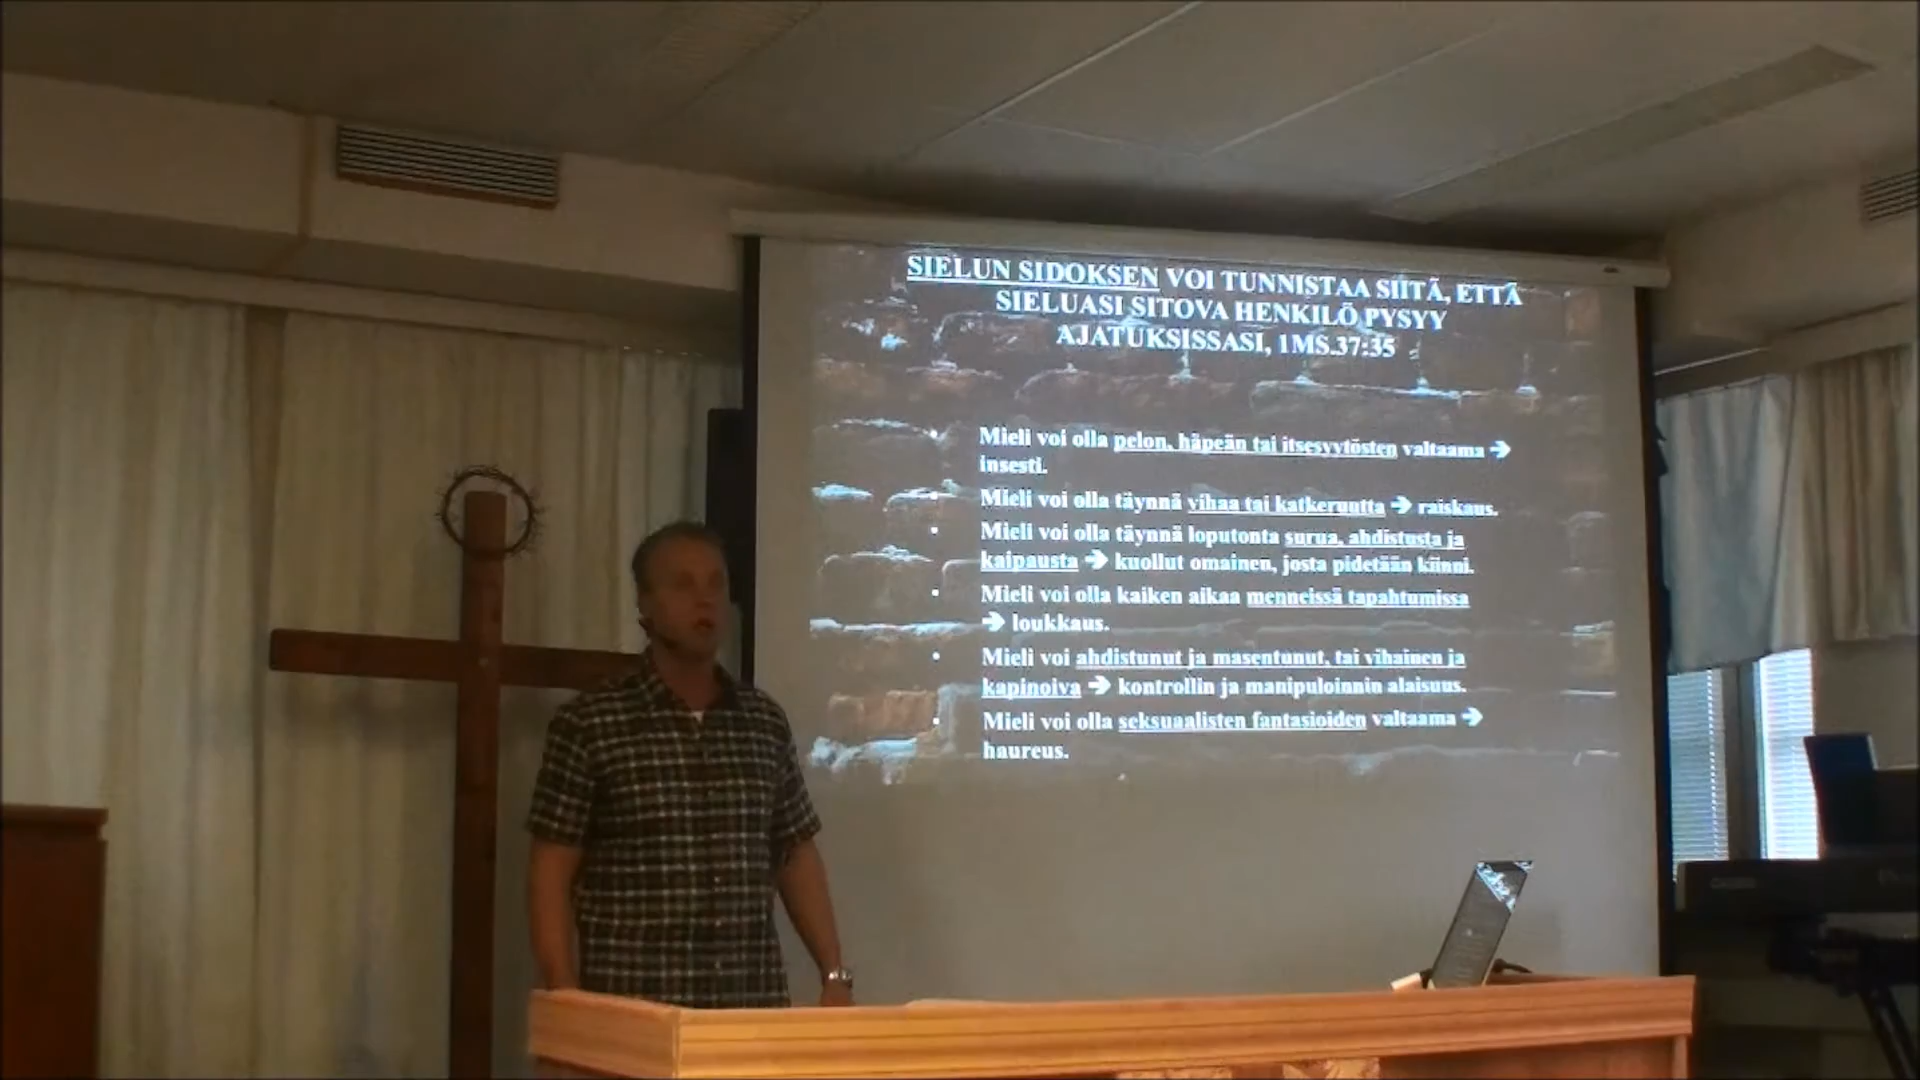 SIELUN SIDOKSEN VOI TUNNISTAA SIITÄ, ETTÄ
SIELUASI SITOVA HENKILÖ PYSYY
AJATUKSISSASI, 1MS.37:35
• Mieli voi olla pelon, häpeän tai itsesyytösten valtaama ➔
insesti.
• Mieli voi olla täynnä vihaa tai katkeruutta ➔ raiskaus.
• Mieli voi olla täynnä loputonta surua, ahdistusta ja
kaipausta ➔ kuollut omainen, josta pidetään kiinni.
• Mieli voi olla kaiken aikaa menneissä tapahtumissa
➔ loukkaus.
• Mieli voi ahdistunut ja masentunut, tai vihainen ja
kapinoiva ➔ kontrollin ja manipuloinnin alaisuus.
• Mieli voi olla seksuaalisten fantasioiden valtaama ➔
haureus.
CASIO